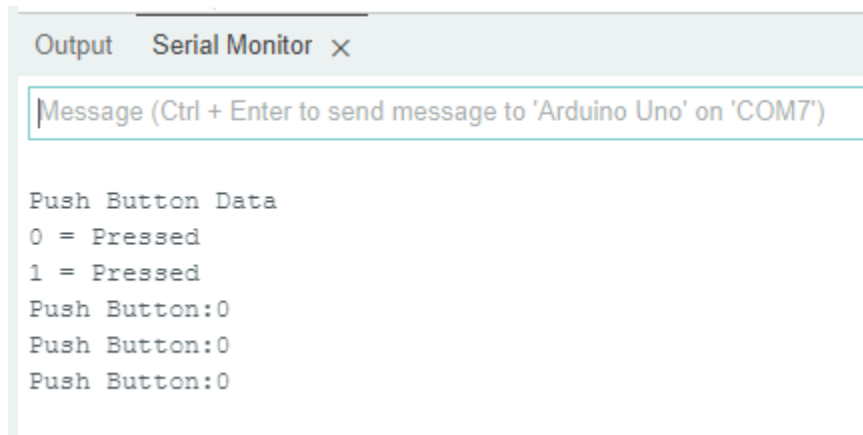 Output Serial Monitor ×
Message (Ctrl + Enter to send message to 'Arduino Uno' on 'COM7')
Push Button Data
0 = Pressed
1 = Pressed
Push Button:0
Push Button:0
Push Button:0